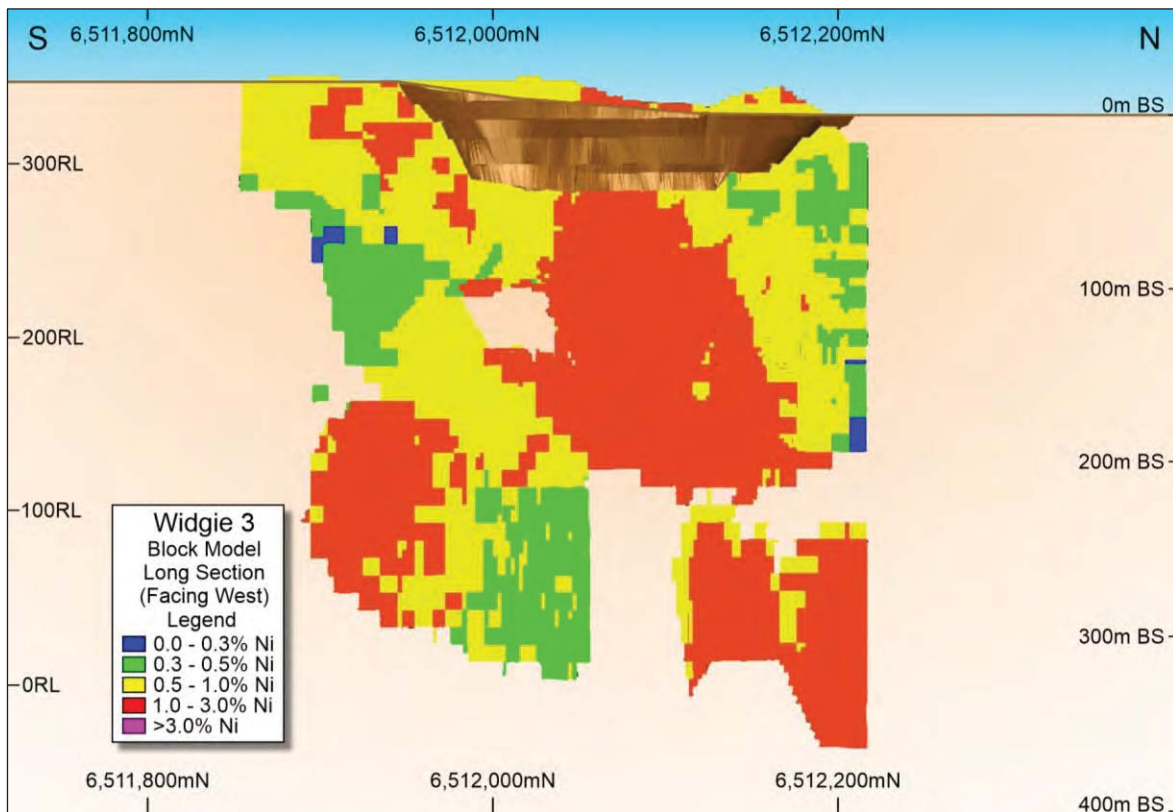 S
6,511,800mN
6,512,000mN
6,512,200mN
N
0m BS
300RL
100m BS
200RL
200m BS
100RL
Widgie 3
Block Model
Long Section
(Facing West)
Legend
0.0 - 0.3% Ni
0.3 - 0.5% Ni
0.5 - 1.0% Ni
1.0 - 3.0% Ni
>3.0% Ni
300m BS
0RL
6,511,800mN
6,512,000mN
6,512,200mN
400m BS